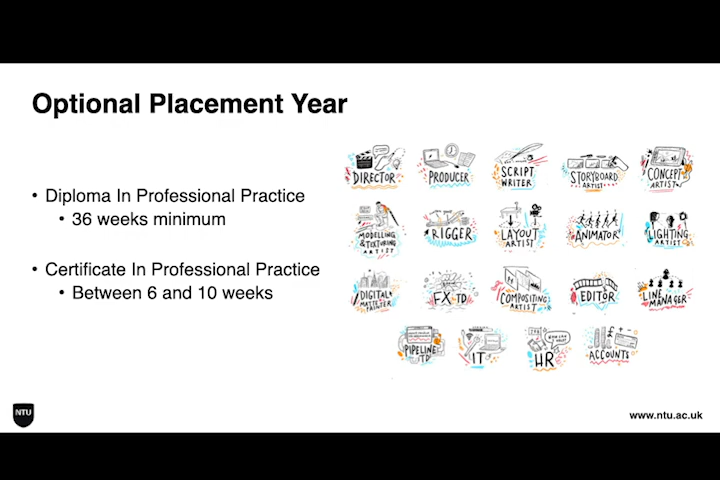 Optional Placement Year
• Diploma In Professional Practice
• 36 weeks minimum
• Certificate In Professional Practice
• Between 6 and 10 weeks
DIRECTOR
PRODUCER
SCRIPT
WRITER
STORYBOARD
ARTIST
CONCEPT
ARTIST
MODELLING
& TEXTURING
ARTIST
RIGGER
LAYOUT
ARTIST
ANIMATOR
LIGHTING
ARTIST
DIGITAL
MATTE
PAINTER
FX TD
COMPOSITING
ARTIST
EDITOR
LINE
MANAGER
PIPELINE
TD
IT
HR
ACCOUNTS
NTU
www.ntu.ac.uk